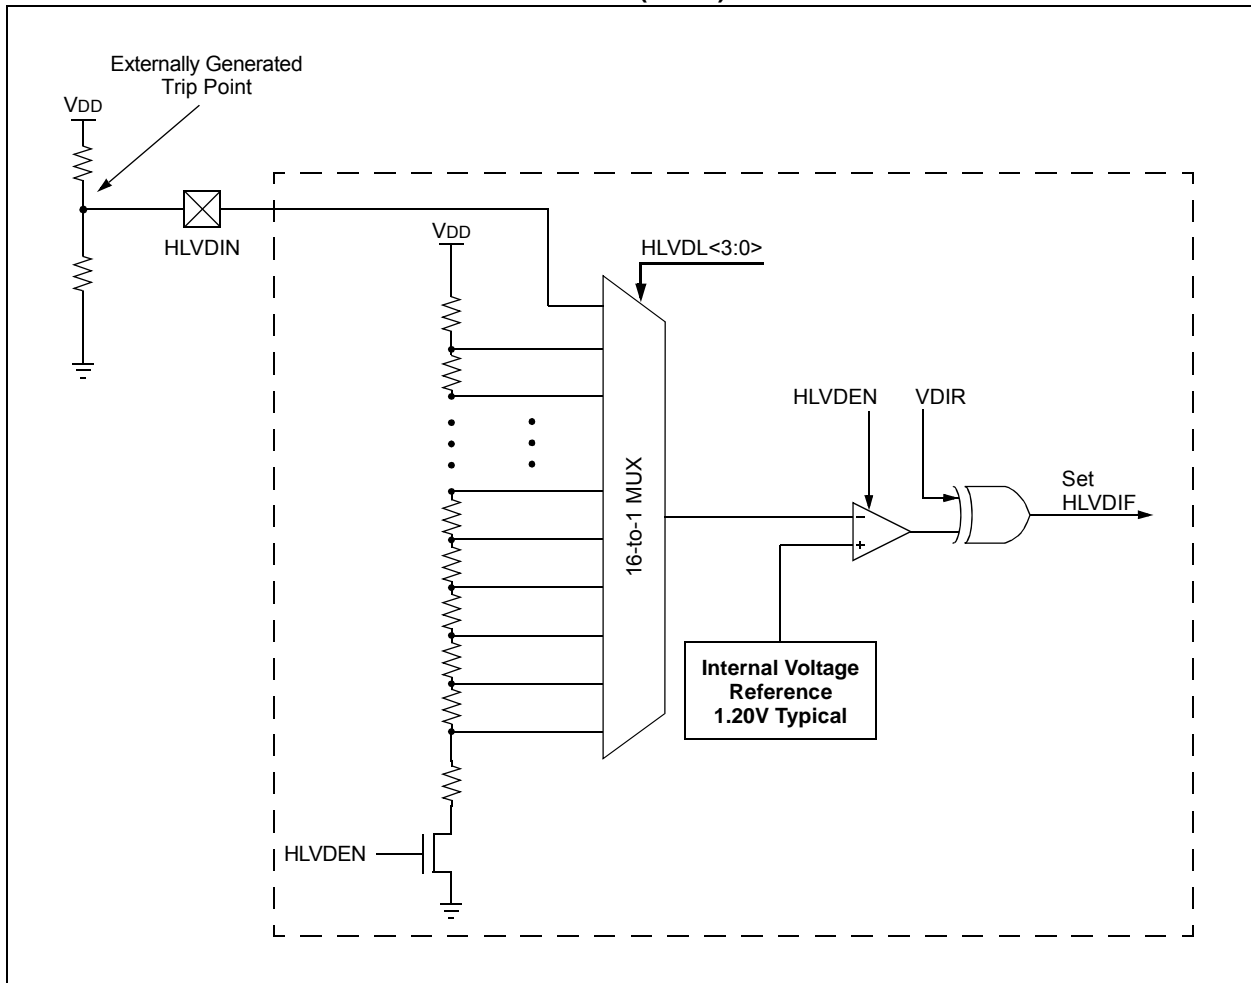 Externally Generated
Trip Point
VDD
HLVDIN
VDD
HLVDL<3:0>
16-to-1 MUX
HLVDEN
VDIR
Set
HLVDIF
-
+
Internal Voltage
Reference
1.20V Typical
HLVDEN